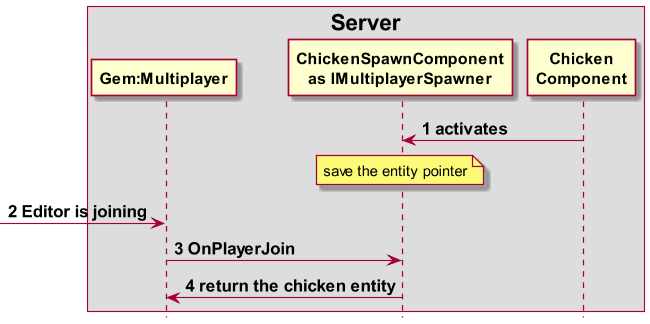 Server
Gem:Multiplayer
ChickenSpawnComponent
as IMultiplayerSpawner
Chicken
Component
1 activates
save the entity pointer
2 Editor is joining
3 OnPlayerJoin
4 return the chicken entity